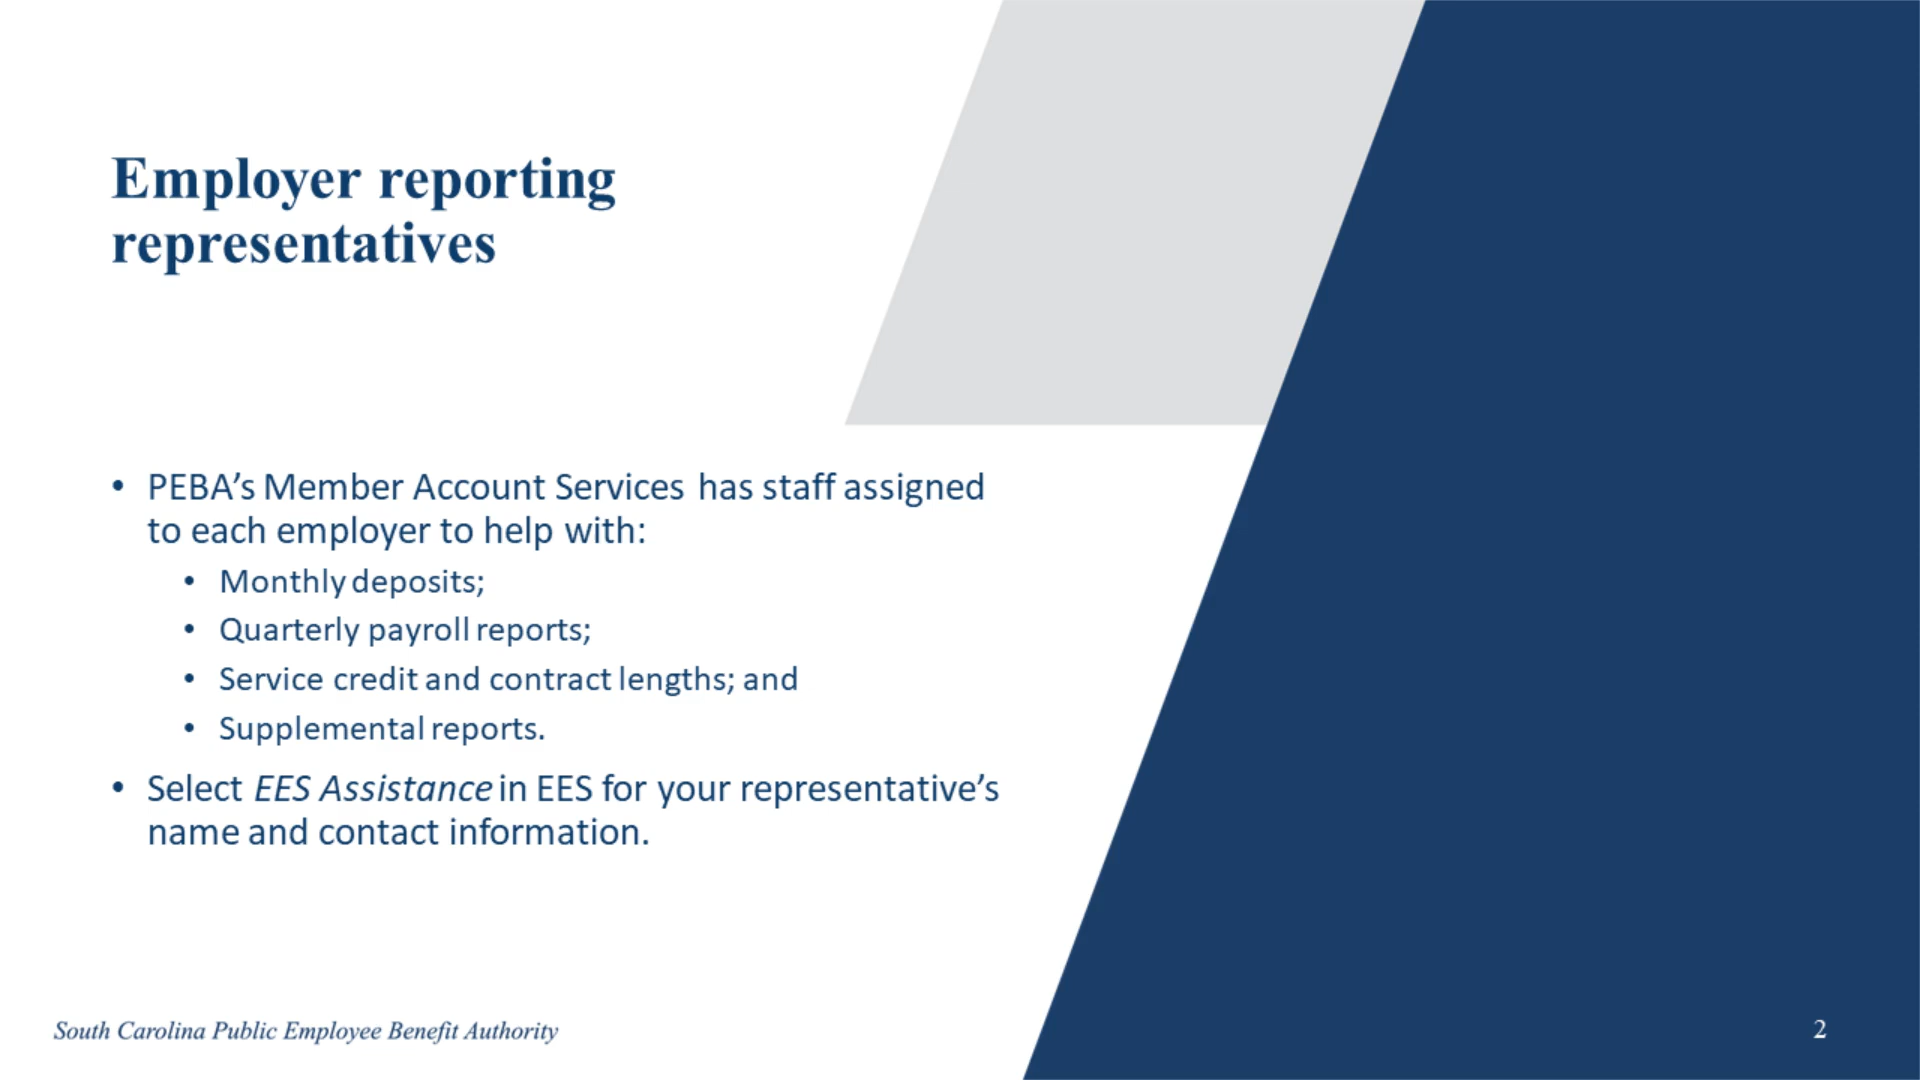 Employer reporting
representatives
• PEBA’s Member Account Services has staff assigned
to each employer to help with:
• Monthly deposits;
• Quarterly payroll reports;
• Service credit and contract lengths; and
• Supplemental reports.
• Select EES Assistance in EES for your representative’s
name and contact information.
South Carolina Public Employee Benefit Authority
2